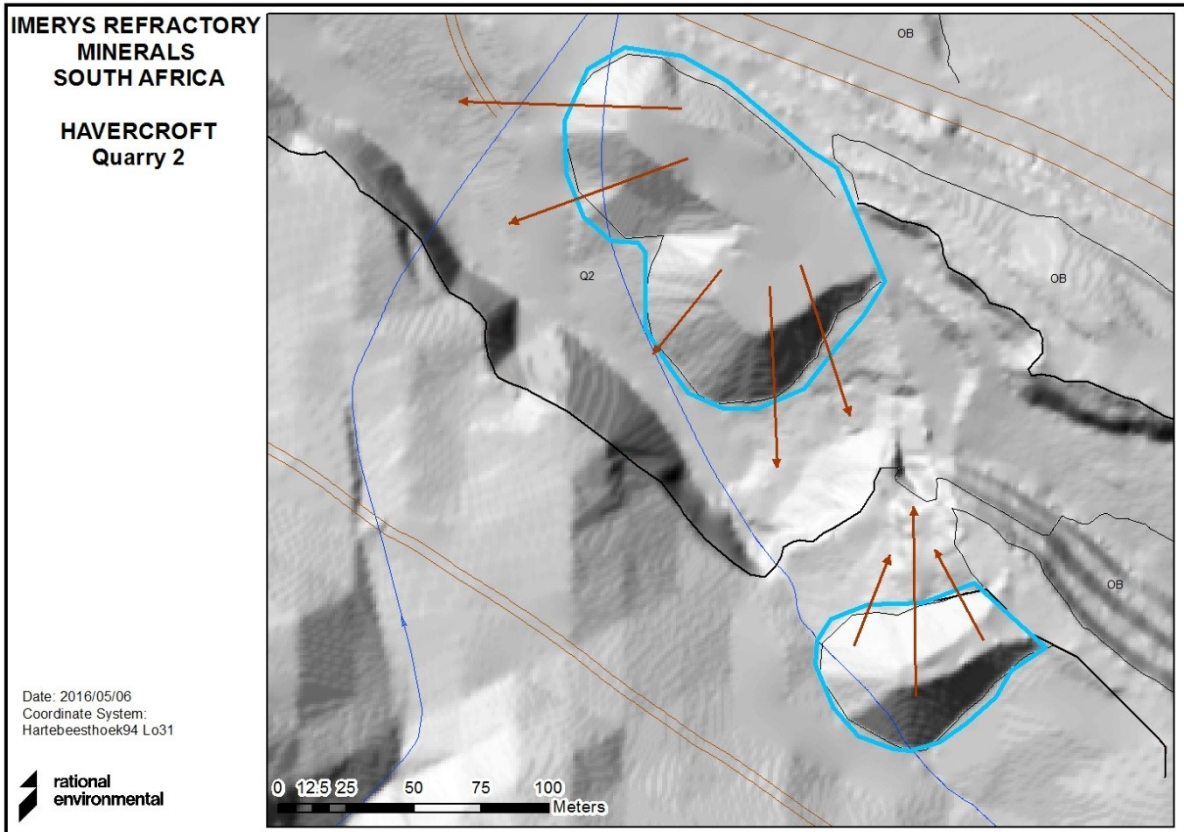 IMERYS REFRACTORY
MINERALS
SOUTH AFRICA
HAVERCROFT
Quarry 2
OB
OB
Q2
OB
Date: 2016/05/06
Coordinate System:
Hartebeesthoek94 Lo31
rational
environmental
0 12.5 25 50 75 100
Meters